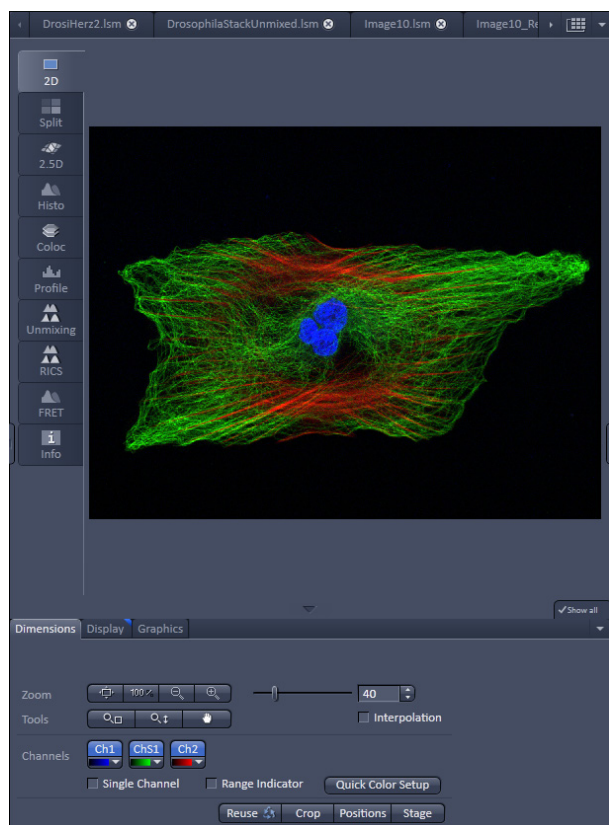 DrosiHerz2.lsm DrosophilaStackUnmixed.lsm Image10.lsm Image10_Re
2D
Split
2.5D
Histo
Coloc
Profile
Unmixing
RICS
FRET
i
Info
Show all
Dimensions Display Graphics
Zoom 100% 40
Tools Interpolation
Channels Ch1 ChS1 Ch2
Single Channel Range Indicator Quick Color Setup
Reuse Crop Positions Stage